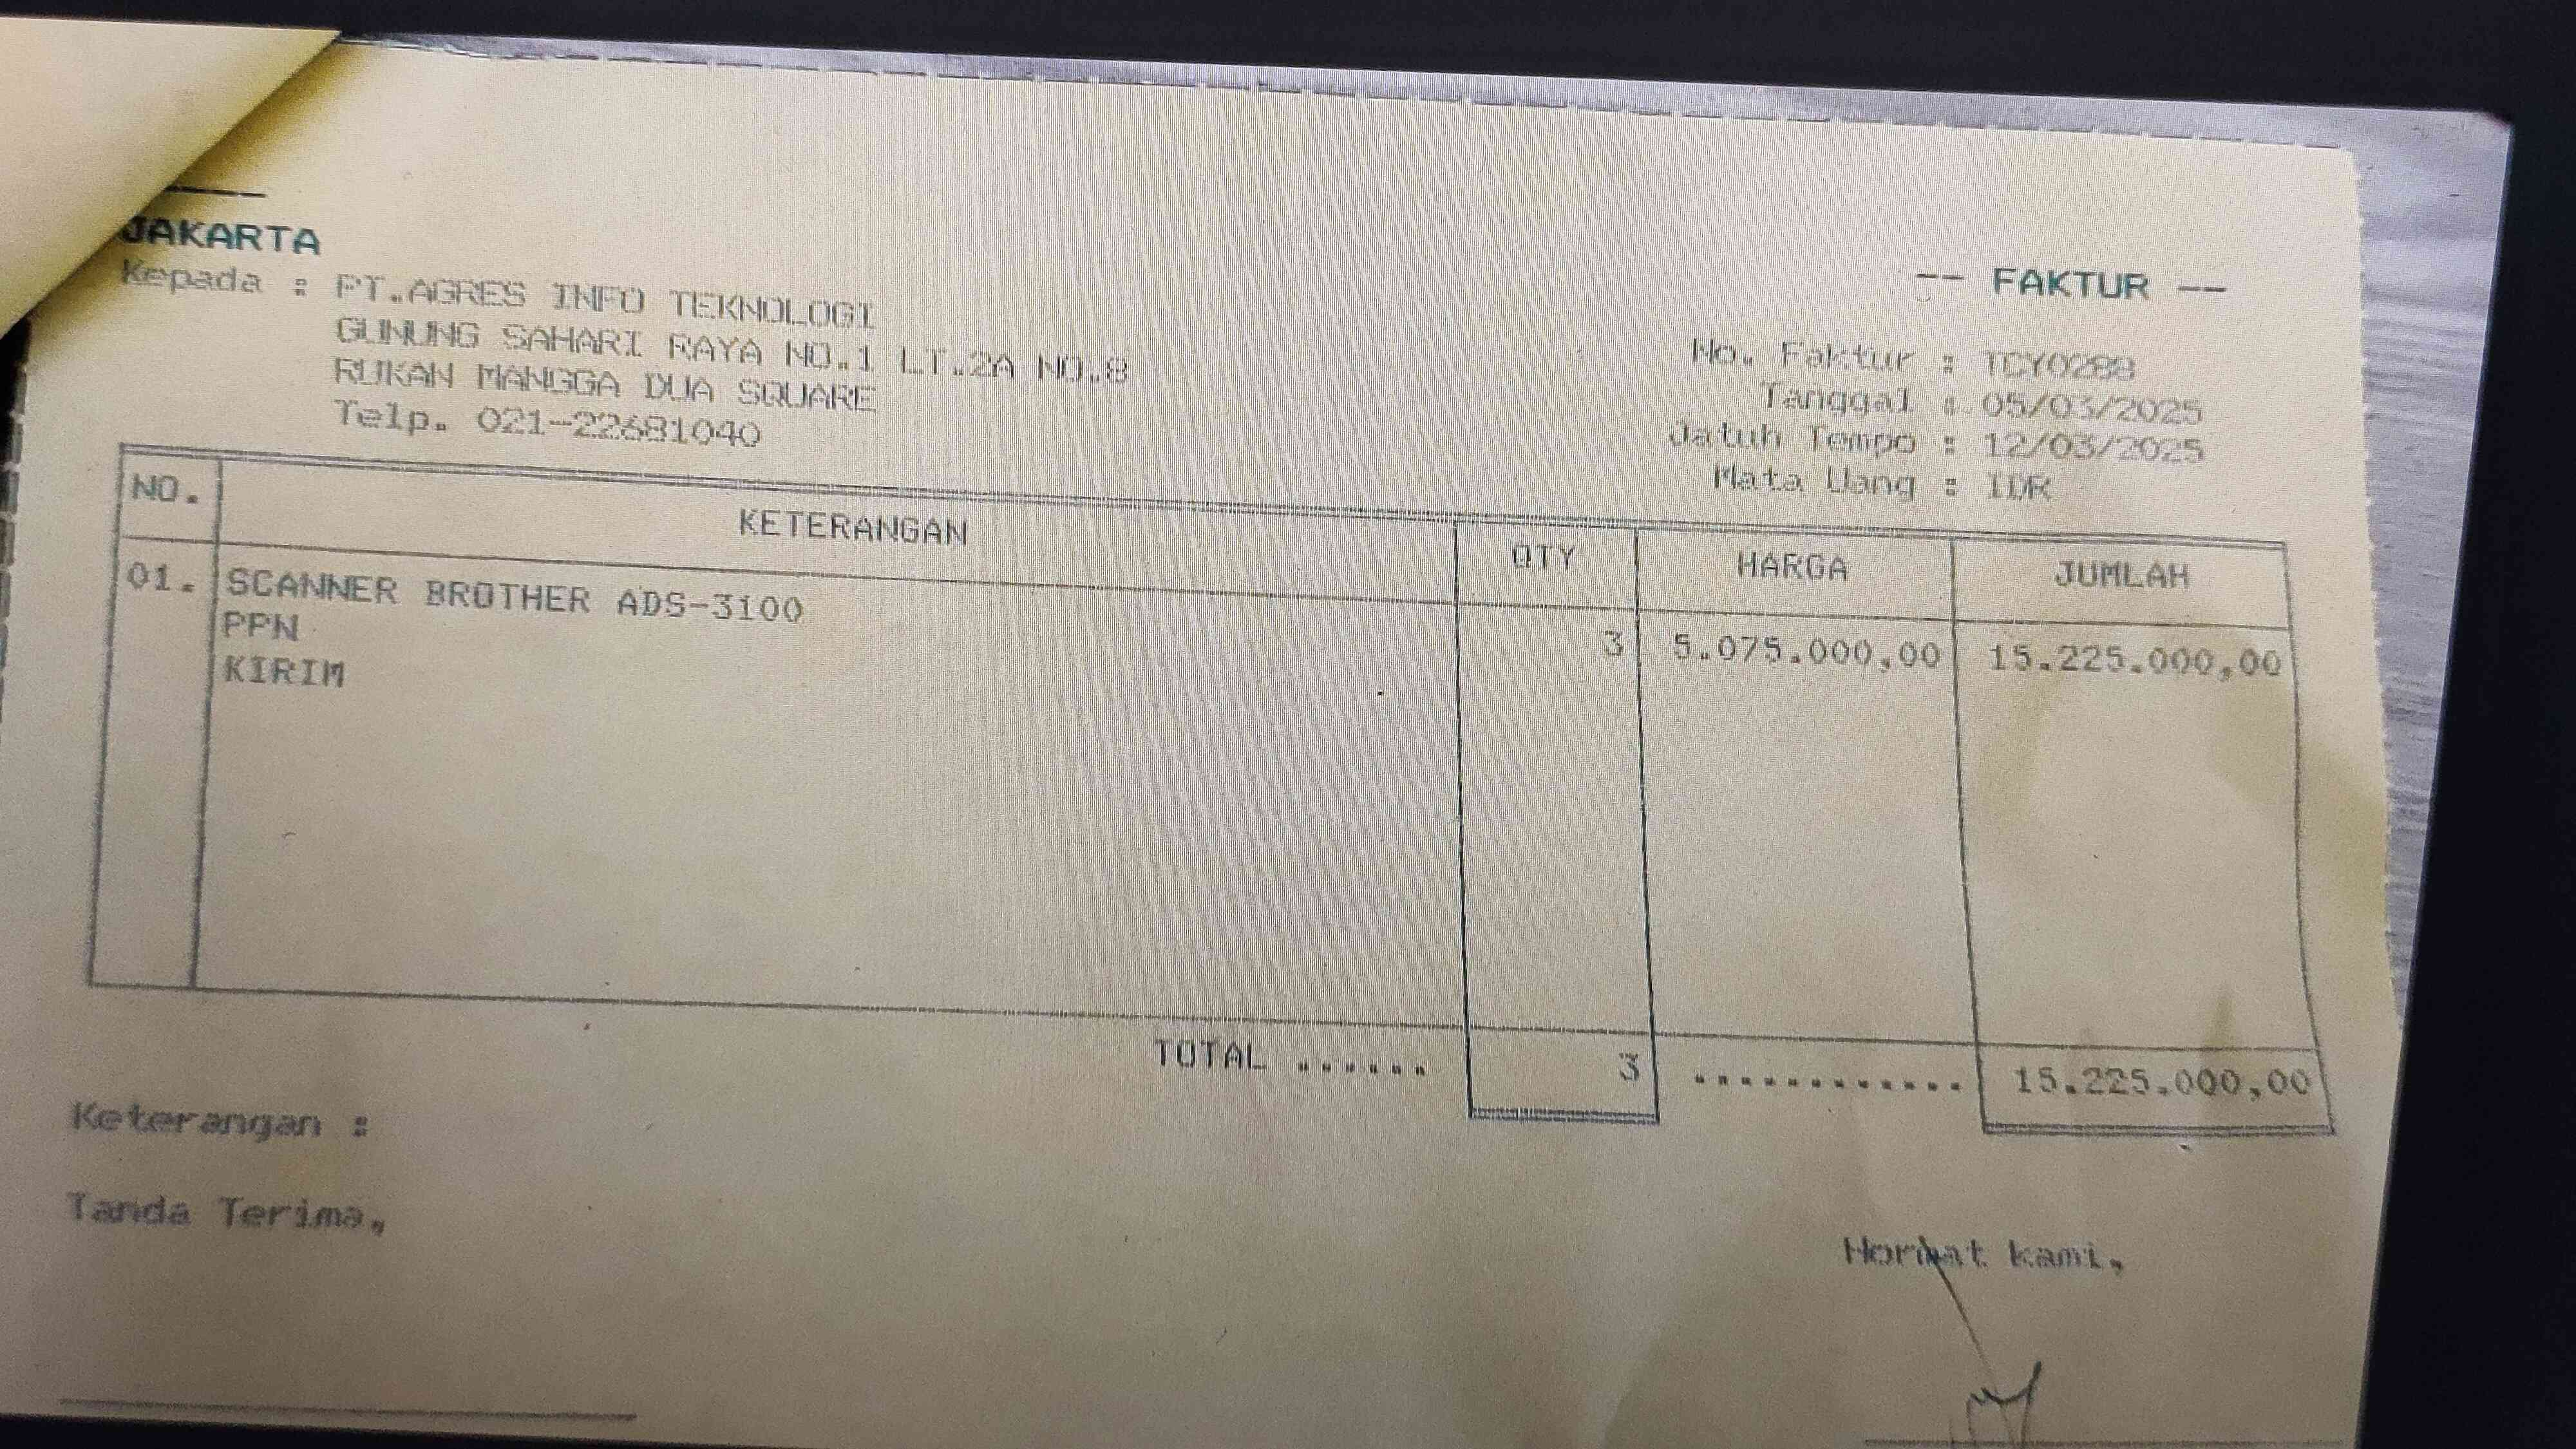 JAKARTA
Kepada : PT.AGRES INFO TEKNOLOGI
GUNUNG SAHARI RAYA NO.1 LT.2A NO.8
RUKAN MANGGA DUA SQUARE
Telp. 021-22681040
-- FAKTUR --
No. Faktur : TCY0288
Tanggal : 05/03/2025
Jatuh Tempo : 12/03/2025
Mata Uang : IDR
NO. KETERANGAN QTY HARGA JUMLAH
01. SCANNER BROTHER ADS-3100 3 5.075.000,00 15.225.000,00
PPN
KIRIM
TOTAL ...... 3 ............ 15.225.000,00
Keterangan :
Tanda Terima,
Hormat kami,